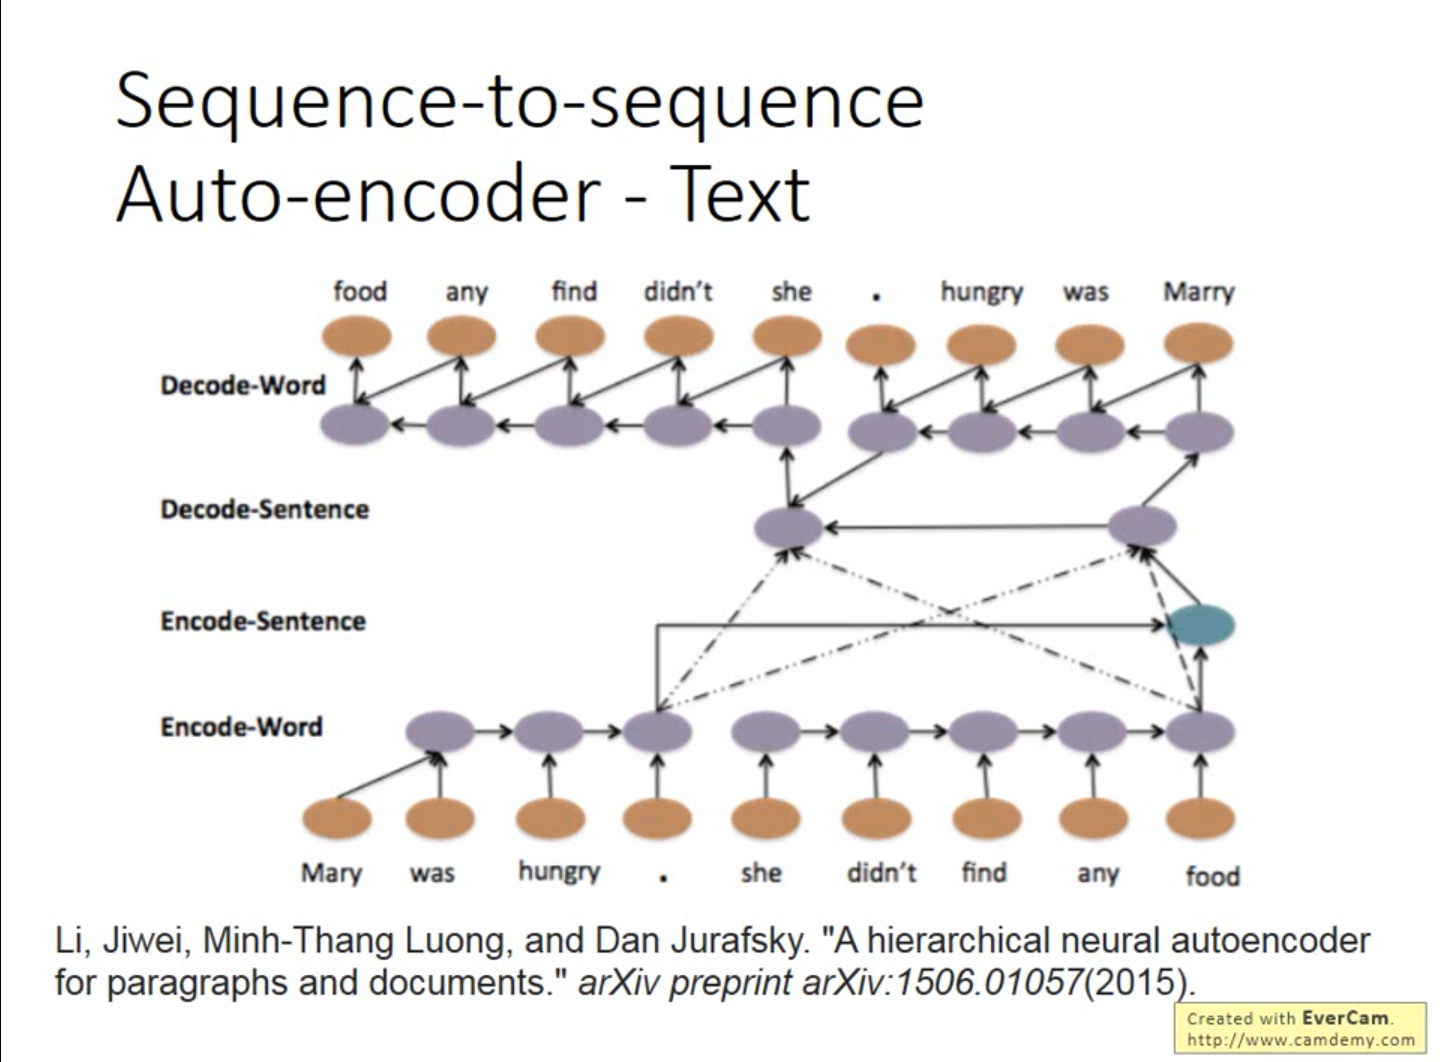 Sequence-to-sequence
Auto-encoder - Text
food any find didn't she . hungry was Marry
Decode-Word
Decode-Sentence
Encode-Sentence
Encode-Word
Mary was hungry . she didn't find any food
Li, Jiwei, Minh-Thang Luong, and Dan Jurafsky. "A hierarchical neural autoencoder
for paragraphs and documents." arXiv preprint arXiv:1506.01057(2015).
Created with EverCam.
http://www.camdemy.com